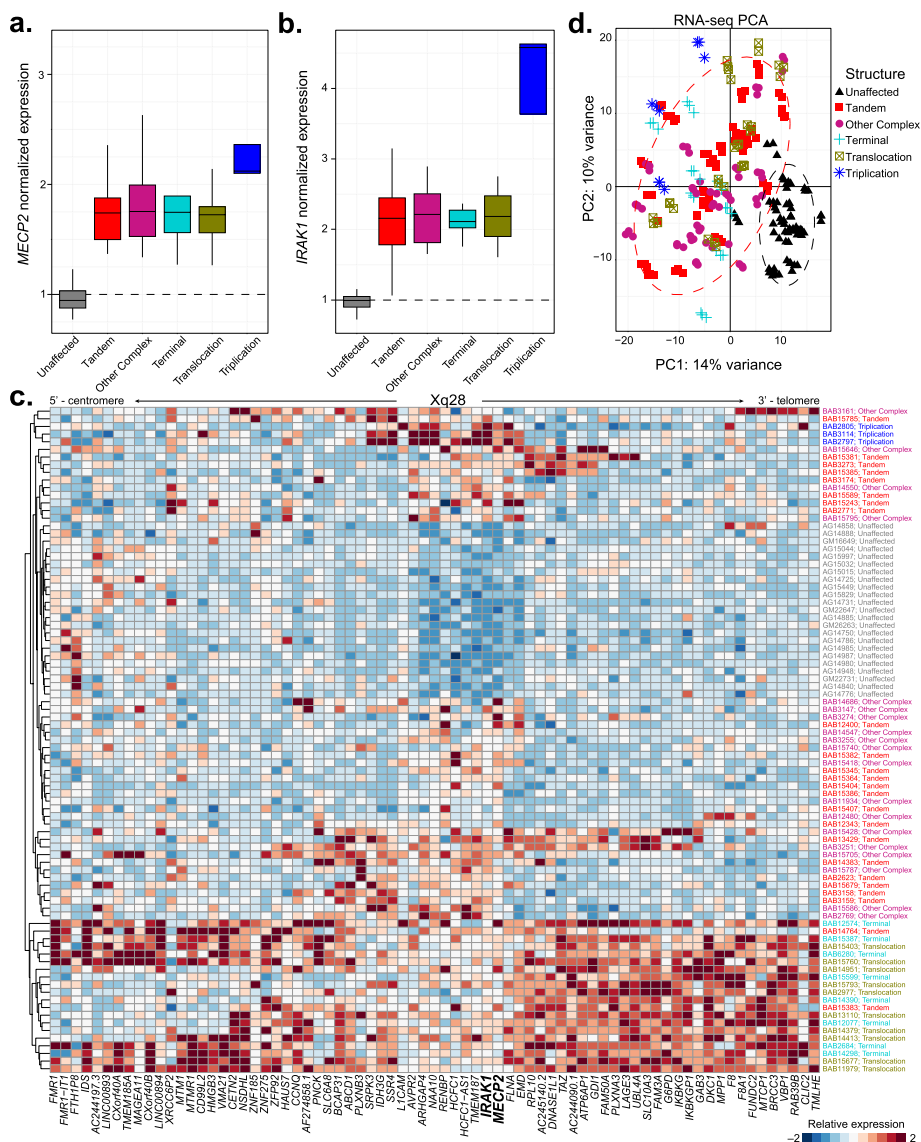 a.
MECP2 normalized expression
3
2
1
Unaffected
Tandem
Other Complex
Terminal
Translocation
Triplication
b.
IRAK1 normalized expression
4
3
2
1
Unaffected
Tandem
Other Complex
Terminal
Translocation
Triplication
d.
RNA-seq PCA
PC2: 10% variance
20
10
0
−10
−20
−10
0
10
PC1: 14% variance
Structure
Unaffected
Tandem
Other Complex
Terminal
Translocation
Triplication
c.
5' - centromere
Xq28
3' - telomere
BAB3161; Other Complex
BAB15785; Tandem
BAB2805; Triplication
BAB3114; Triplication
BAB2797; Triplication
BAB15646; Other Complex
BAB15381; Tandem
BAB3273; Tandem
BAB15385; Tandem
BAB3174; Tandem
BAB14550; Other Complex
BAB15589; Tandem
BAB15243; Tandem
BAB2771; Tandem
BAB15795; Other Complex
AG14858; Unaffected
AG14888; Unaffected
GM16649; Unaffected
AG15044; Unaffected
AG15997; Unaffected
AG15032; Unaffected
AG15015; Unaffected
AG14725; Unaffected
AG15449; Unaffected
AG15829; Unaffected
AG14731; Unaffected
GM22647; Unaffected
AG14885; Unaffected
GM26263; Unaffected
AG14750; Unaffected
AG14786; Unaffected
AG14985; Unaffected
AG14987; Unaffected
AG14980; Unaffected
AG14948; Unaffected
GM22731; Unaffected
AG14840; Unaffected
AG14776; Unaffected
BAB14686; Other Complex
BAB3147; Other Complex
BAB3274; Other Complex
BAB12400; Tandem
BAB14547; Other Complex
BAB3255; Other Complex
BAB15740; Other Complex
BAB15382; Tandem
BAB15418; Other Complex
BAB15345; Tandem
BAB15364; Tandem
BAB15404; Tandem
BAB15386; Tandem
BAB11934; Other Complex
BAB15407; Tandem
BAB12480; Other Complex
BAB12343; Tandem
BAB15428; Other Complex
BAB13429; Tandem
BAB3251; Other Complex
BAB15705; Other Complex
BAB14383; Tandem
BAB15787; Other Complex
BAB2623; Tandem
BAB15679; Tandem
BAB3158; Tandem
BAB3159; Tandem
BAB15586; Other Complex
BAB2769; Other Complex
BAB12574; Terminal
BAB14764; Tandem
BAB15387; Terminal
BAB15403; Translocation
BAB6280; Terminal
BAB15760; Translocation
BAB14951; Translocation
BAB15599; Terminal
BAB15793; Translocation
BAB2977; Translocation
BAB14390; Terminal
BAB15383; Tandem
BAB13110; Translocation
BAB12077; Terminal
BAB14379; Translocation
BAB14413; Translocation
BAB2684; Terminal
BAB14298; Terminal
BAB15677; Translocation
BAB11979; Translocation
FMR1
FMR1−IT1
FTH1P8
IDS
AC244197.3
LINC00893
CXorf40A
TMEM185A
MAGEA11
CXorf40B
LINC00894
XRCC6P2
MTM1
MTMR1
CD99L2
HMGB3
VMA21
CETN2
NSDHL
ZNF185
ZNF275
ZFP92
HAUS7
AF274858.1
CCNQ
PNCK
SLC6A8
BCAP31
ABCD1
PLXNB3
SRPK3
IDH3G
SSR4
L1CAM
AVPR2
ARHGAP4
NAA10
RENBP
HCFC1
HCFC1−AS1
TMEM187
IRAK1
MECP2
FLNA
EMD
RPL10
AC245140.2
DNASE1L1
TAZ
AC244090.1
ATP6AP1
GDI1
FAM50A
PLXNA3
LAGE3
UBL4A
SLC10A3
FAM3A
G6PD
IKBKG
IKBKGP1
GAB3
DKC1
MPP1
F8
F8A1
FUNDC2
MTCP1
BRCC3
VBP1
RAB39B
CLIC2
TMLHE
Relative expression
−2
2